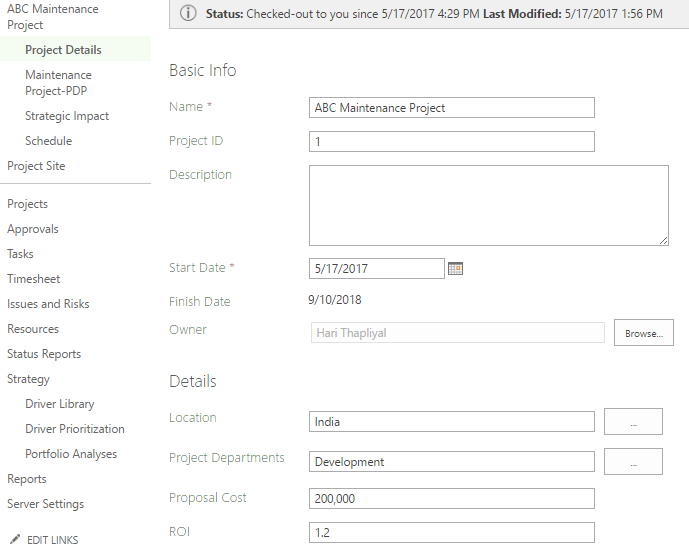 ABC Maintenance
Project
Project Details
Maintenance
Project-PDP
Strategic Impact
Schedule
Project Site
Projects
Approvals
Tasks
Timesheet
Issues and Risks
Resources
Status Reports
Strategy
Driver Library
Driver Prioritization
Portfolio Analyses
Reports
Server Settings
EDIT LINKS
Status: Checked-out to you since 5/17/2017 4:29 PM Last Modified: 5/17/2017 1:56 PM
Basic Info
Name * ABC Maintenance Project
Project ID 1
Description
Start Date * 5/17/2017
Finish Date 9/10/2018
Owner Hari Thapliyal Browse...
Details
Location India ...
Project Departments Development ...
Proposal Cost 200,000
ROI 1.2